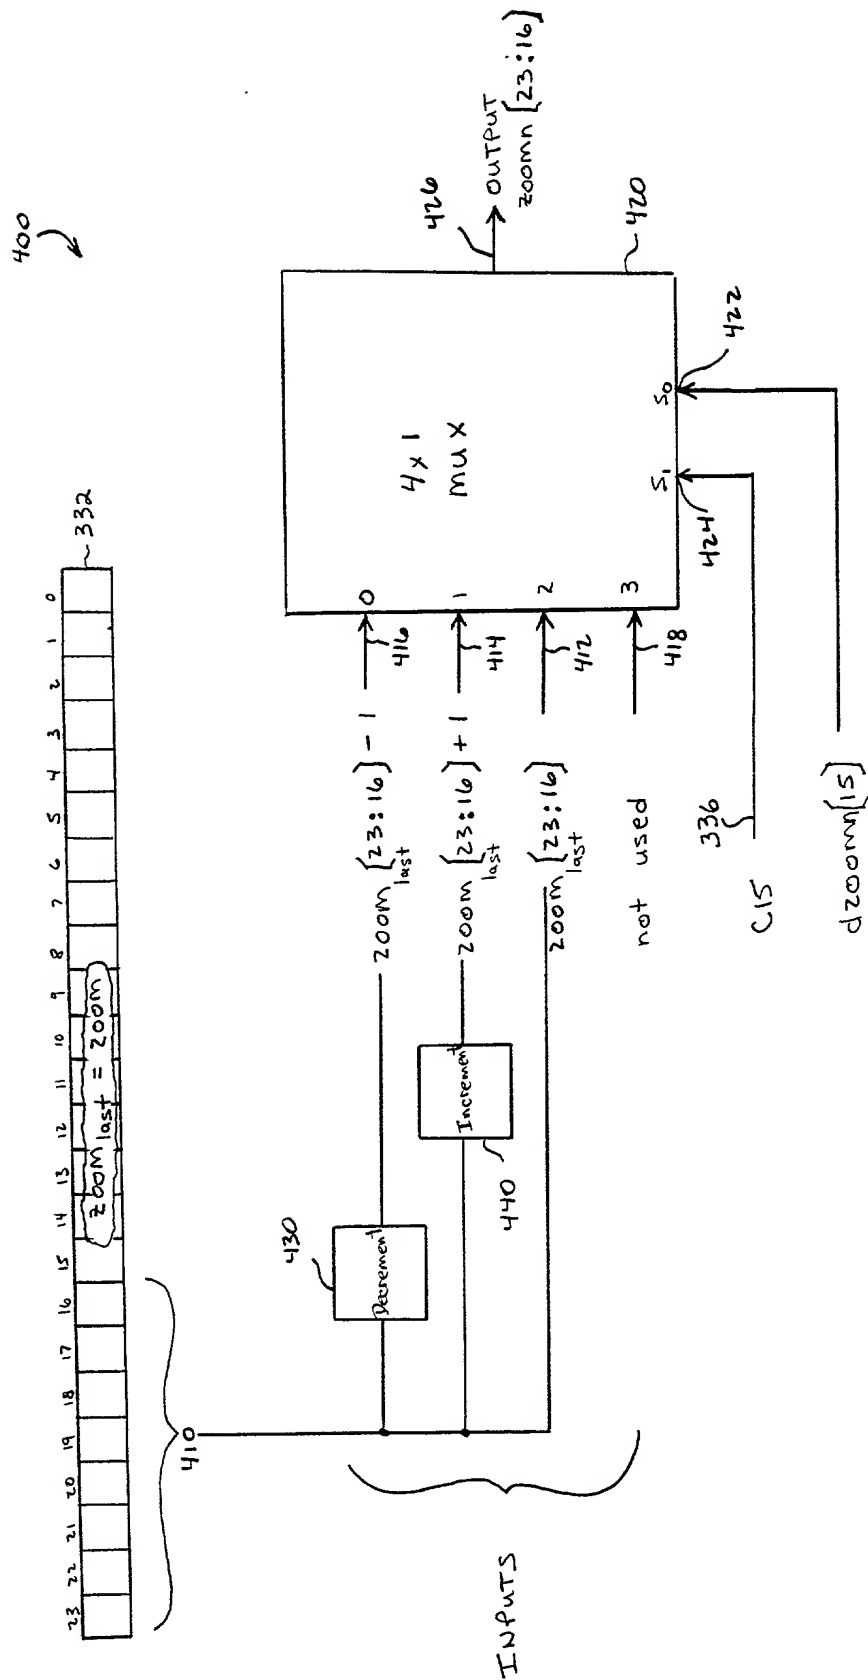 400
23 22 21 20 19 18 17 16 15 14 13 12 11 10 9 8 7 6 5 4 3 2 1 0
zoom last = zoom
332
410
430
Decrement
zoom last [23:16] - 1
416
0
440
Increment
zoom last [23:16] + 1
414
1
zoom last [23:16]
412
2
not used
418
3
4x1
mux
426
OUTPUT
zoomn [23:16]
420
S1
S0
424
422
336
C15
dzoomn[15]
INPUTS